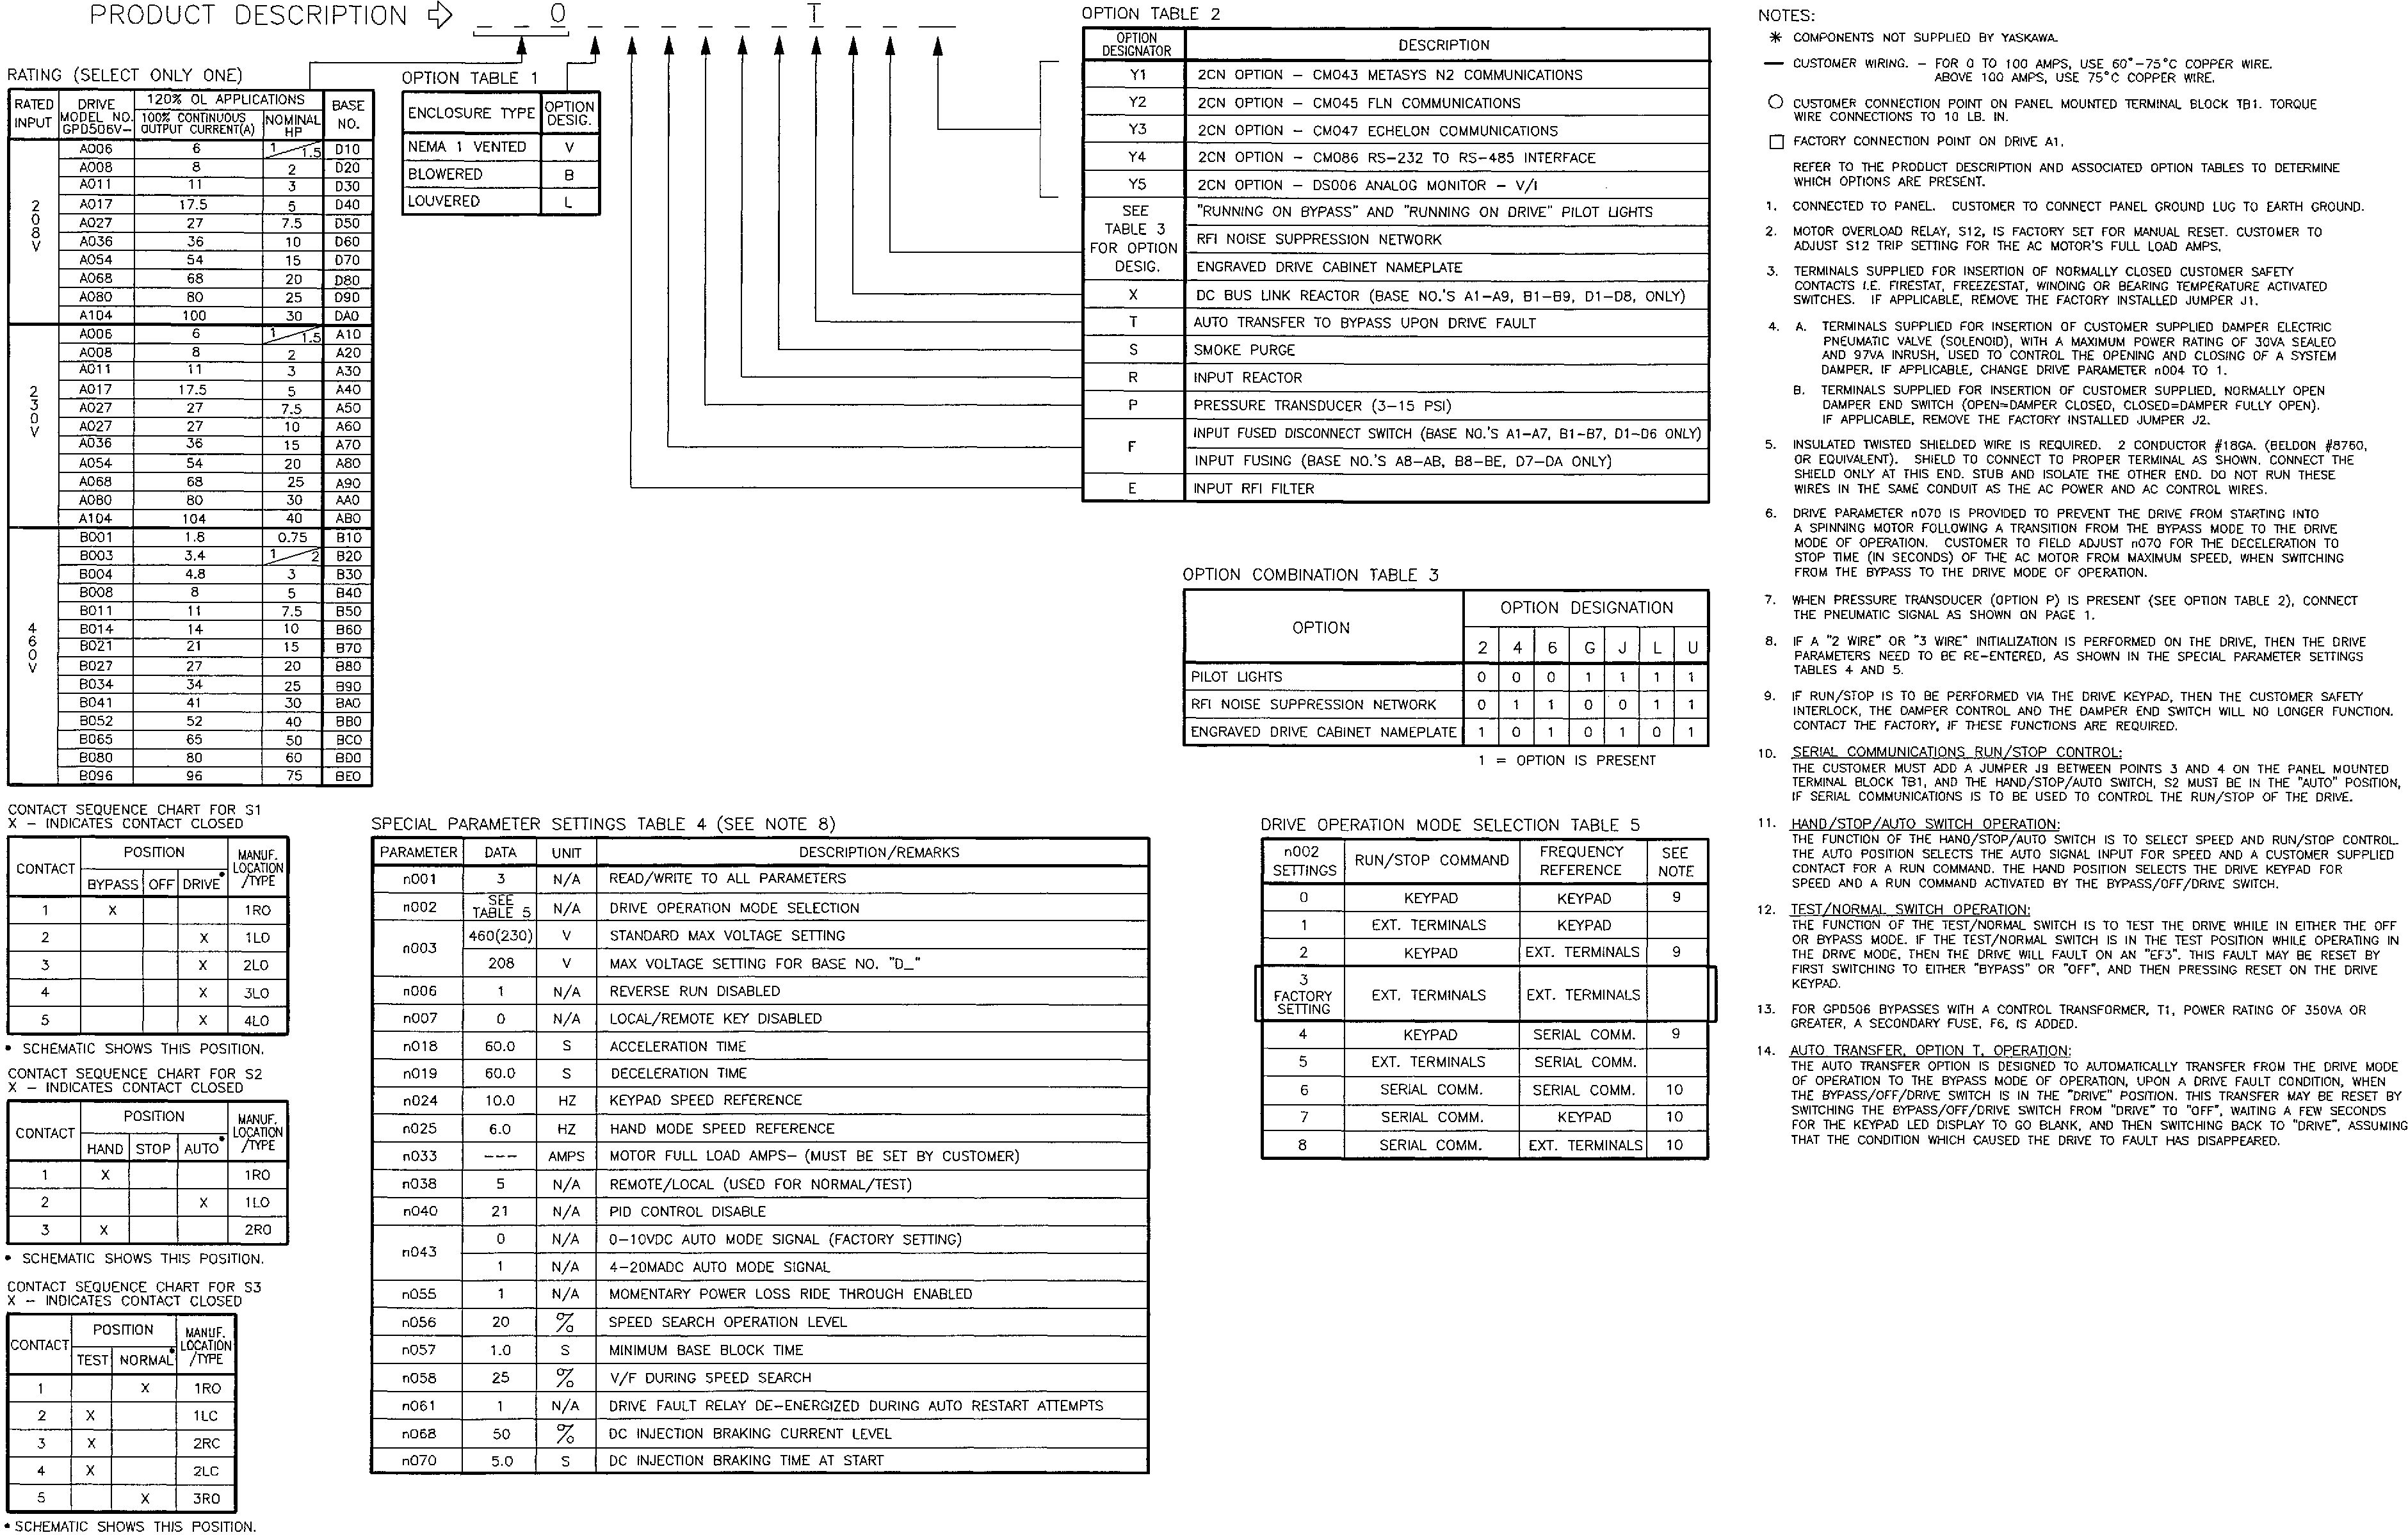 PRODUCT DESCRIPTION ⇨ _ _ 0 _ _ _ _ _ _ T _ _ _
RATING (SELECT ONLY ONE)
RATED INPUT | DRIVE MODEL NO. GPD506V- | 120% OL APPLICATIONS | BASE NO.
100% CONTINUOUS OUTPUT CURRENT(A) | NOMINAL HP
208V
A006 6 1/1.5 D10
A008 8 2 D20
A011 11 3 D30
A017 17.5 5 D40
A027 27 7.5 D50
A036 36 10 D60
A054 54 15 D70
A068 68 20 D80
A080 80 25 D90
A104 100 30 DA0
230V
A006 6 1/1.5 A10
A008 8 2 A20
A011 11 3 A30
A017 17.5 5 A40
A027 27 7.5 A50
A027 27 10 A60
A036 36 15 A70
A054 54 20 A80
A068 68 25 A90
A080 80 30 AA0
A104 104 40 AB0
460V
B001 1.8 0.75 B10
B003 3.4 1/2 B20
B004 4.8 3 B30
B008 8 5 B40
B011 11 7.5 B50
B014 14 10 B60
B021 21 15 B70
B027 27 20 B80
B034 34 25 B90
B041 41 30 BA0
B052 52 40 BB0
B065 65 50 BC0
B080 80 60 BD0
B096 96 75 BE0
OPTION TABLE 1
ENCLOSURE TYPE | OPTION DESIG.
NEMA 1 VENTED V
BLOWERED B
LOUVERED L
OPTION TABLE 2
OPTION DESIGNATOR | DESCRIPTION
Y1 2CN OPTION – CM043 METASYS N2 COMMUNICATIONS
Y2 2CN OPTION – CM045 FLN COMMUNICATIONS
Y3 2CN OPTION – CM047 ECHELON COMMUNICATIONS
Y4 2CN OPTION – CM086 RS-232 TO RS-485 INTERFACE
Y5 2CN OPTION – DS006 ANALOG MONITOR – V/I
SEE TABLE 3 FOR OPTION DESIG.
"RUNNING ON BYPASS" AND "RUNNING ON DRIVE" PILOT LIGHTS
RFI NOISE SUPPRESSION NETWORK
ENGRAVED DRIVE CABINET NAMEPLATE
X DC BUS LINK REACTOR (BASE NO.'S A1-A9, B1-B9, D1-D8, ONLY)
T AUTO TRANSFER TO BYPASS UPON DRIVE FAULT
S SMOKE PURGE
R INPUT REACTOR
P PRESSURE TRANSDUCER (3-15 PSI)
F INPUT FUSED DISCONNECT SWITCH (BASE NO.'S A1-A7, B1-B7, D1-D6 ONLY)
INPUT FUSING (BASE NO.'S A8-AB, B8-BE, D7-DA ONLY)
E INPUT RFI FILTER
OPTION COMBINATION TABLE 3
OPTION | OPTION DESIGNATION
2 4 6 G J L U
PILOT LIGHTS 0 0 0 1 1 1 1
RFI NOISE SUPPRESSION NETWORK 0 1 1 0 0 1 1
ENGRAVED DRIVE CABINET NAMEPLATE 1 0 1 0 1 0 1
1 = OPTION IS PRESENT
CONTACT SEQUENCE CHART FOR S1
X – INDICATES CONTACT CLOSED
CONTACT | POSITION | MANUF. LOCATION /TYPE
BYPASS OFF DRIVE•
1 X 1RO
2 X 1LO
3 X 2LO
4 X 3LO
5 X 4LO
• SCHEMATIC SHOWS THIS POSITION.
CONTACT SEQUENCE CHART FOR S2
X – INDICATES CONTACT CLOSED
CONTACT | POSITION | MANUF. LOCATION /TYPE
HAND STOP AUTO•
1 X 1RO
2 X 1LO
3 X 2RO
• SCHEMATIC SHOWS THIS POSITION.
CONTACT SEQUENCE CHART FOR S3
X – INDICATES CONTACT CLOSED
CONTACT | POSITION | MANUF. LOCATION /TYPE
TEST NORMAL•
1 X 1RO
2 X 1LC
3 X 2RC
4 X 2LC
5 X 3RO
• SCHEMATIC SHOWS THIS POSITION.
SPECIAL PARAMETER SETTINGS TABLE 4 (SEE NOTE 8)
PARAMETER DATA UNIT DESCRIPTION/REMARKS
n001 3 N/A READ/WRITE TO ALL PARAMETERS
n002 SEE TABLE 5 N/A DRIVE OPERATION MODE SELECTION
n003 460(230) V STANDARD MAX VOLTAGE SETTING
208 V MAX VOLTAGE SETTING FOR BASE NO. "D_"
n006 1 N/A REVERSE RUN DISABLED
n007 0 N/A LOCAL/REMOTE KEY DISABLED
n018 60.0 S ACCELERATION TIME
n019 60.0 S DECELERATION TIME
n024 10.0 HZ KEYPAD SPEED REFERENCE
n025 6.0 HZ HAND MODE SPEED REFERENCE
n033 --- AMPS MOTOR FULL LOAD AMPS– (MUST BE SET BY CUSTOMER)
n038 5 N/A REMOTE/LOCAL (USED FOR NORMAL/TEST)
n040 21 N/A PID CONTROL DISABLE
n043 0 N/A 0-10VDC AUTO MODE SIGNAL (FACTORY SETTING)
1 N/A 4-20MADC AUTO MODE SIGNAL
n055 1 N/A MOMENTARY POWER LOSS RIDE THROUGH ENABLED
n056 20 % SPEED SEARCH OPERATION LEVEL
n057 1.0 S MINIMUM BASE BLOCK TIME
n058 25 % V/F DURING SPEED SEARCH
n061 1 N/A DRIVE FAULT RELAY DE-ENERGIZED DURING AUTO RESTART ATTEMPTS
n068 50 % DC INJECTION BRAKING CURRENT LEVEL
n070 5.0 S DC INJECTION BRAKING TIME AT START
DRIVE OPERATION MODE SELECTION TABLE 5
n002 SETTINGS | RUN/STOP COMMAND | FREQUENCY REFERENCE | SEE NOTE
0 KEYPAD KEYPAD 9
1 EXT. TERMINALS KEYPAD
2 KEYPAD EXT. TERMINALS 9
3 FACTORY SETTING EXT. TERMINALS EXT. TERMINALS
4 KEYPAD SERIAL COMM. 9
5 EXT. TERMINALS SERIAL COMM.
6 SERIAL COMM. SERIAL COMM. 10
7 SERIAL COMM. KEYPAD 10
8 SERIAL COMM. EXT. TERMINALS 10
NOTES:
* COMPONENTS NOT SUPPLIED BY YASKAWA.
— CUSTOMER WIRING. – FOR 0 TO 100 AMPS, USE 60°-75°C COPPER WIRE.
ABOVE 100 AMPS, USE 75°C COPPER WIRE.
○ CUSTOMER CONNECTION POINT ON PANEL MOUNTED TERMINAL BLOCK TB1. TORQUE
WIRE CONNECTIONS TO 10 LB. IN.
□ FACTORY CONNECTION POINT ON DRIVE A1.
REFER TO THE PRODUCT DESCRIPTION AND ASSOCIATED OPTION TABLES TO DETERMINE
WHICH OPTIONS ARE PRESENT.
1. CONNECTED TO PANEL. CUSTOMER TO CONNECT PANEL GROUND LUG TO EARTH GROUND.
2. MOTOR OVERLOAD RELAY, S12, IS FACTORY SET FOR MANUAL RESET. CUSTOMER TO
ADJUST S12 TRIP SETTING FOR THE AC MOTOR'S FULL LOAD AMPS.
3. TERMINALS SUPPLIED FOR INSERTION OF NORMALLY CLOSED CUSTOMER SAFETY
CONTACTS I.E. FIRESTAT, FREEZESTAT, WINDING OR BEARING TEMPERATURE ACTIVATED
SWITCHES. IF APPLICABLE, REMOVE THE FACTORY INSTALLED JUMPER J1.
4. A. TERMINALS SUPPLIED FOR INSERTION OF CUSTOMER SUPPLIED DAMPER ELECTRIC
PNEUMATIC VALVE (SOLENOID), WITH A MAXIMUM POWER RATING OF 30VA SEALED
AND 97VA INRUSH, USED TO CONTROL THE OPENING AND CLOSING OF A SYSTEM
DAMPER. IF APPLICABLE, CHANGE DRIVE PARAMETER n004 TO 1.
B. TERMINALS SUPPLIED FOR INSERTION OF CUSTOMER SUPPLIED, NORMALLY OPEN
DAMPER END SWITCH (OPEN=DAMPER CLOSED, CLOSED=DAMPER FULLY OPEN).
IF APPLICABLE, REMOVE THE FACTORY INSTALLED JUMPER J2.
5. INSULATED TWISTED SHIELDED WIRE IS REQUIRED. 2 CONDUCTOR #18GA. (BELDON #8760,
OR EQUIVALENT). SHIELD TO CONNECT TO PROPER TERMINAL AS SHOWN. CONNECT THE
SHIELD ONLY AT THIS END. STUB AND ISOLATE THE OTHER END. DO NOT RUN THESE
WIRES IN THE SAME CONDUIT AS THE AC POWER AND AC CONTROL WIRES.
6. DRIVE PARAMETER n070 IS PROVIDED TO PREVENT THE DRIVE FROM STARTING INTO
A SPINNING MOTOR FOLLOWING A TRANSITION FROM THE BYPASS MODE TO THE DRIVE
MODE OF OPERATION. CUSTOMER TO FIELD ADJUST n070 FOR THE DECELERATION TO
STOP TIME (IN SECONDS) OF THE AC MOTOR FROM MAXIMUM SPEED, WHEN SWITCHING
FROM THE BYPASS TO THE DRIVE MODE OF OPERATION.
7. WHEN PRESSURE TRANSDUCER (OPTION P) IS PRESENT (SEE OPTION TABLE 2), CONNECT
THE PNEUMATIC SIGNAL AS SHOWN ON PAGE 1.
8. IF A "2 WIRE" OR "3 WIRE" INITIALIZATION IS PERFORMED ON THE DRIVE, THEN THE DRIVE
PARAMETERS NEED TO BE RE-ENTERED, AS SHOWN IN THE SPECIAL PARAMETER SETTINGS
TABLES 4 AND 5.
9. IF RUN/STOP IS TO BE PERFORMED VIA THE DRIVE KEYPAD, THEN THE CUSTOMER SAFETY
INTERLOCK, THE DAMPER CONTROL AND THE DAMPER END SWITCH WILL NO LONGER FUNCTION.
CONTACT THE FACTORY, IF THESE FUNCTIONS ARE REQUIRED.
10. SERIAL COMMUNICATIONS RUN/STOP CONTROL:
THE CUSTOMER MUST ADD A JUMPER J9 BETWEEN POINTS 3 AND 4 ON THE PANEL MOUNTED
TERMINAL BLOCK TB1, AND THE HAND/STOP/AUTO SWITCH, S2 MUST BE IN THE "AUTO" POSITION,
IF SERIAL COMMUNICATIONS IS TO BE USED TO CONTROL THE RUN/STOP OF THE DRIVE.
11. HAND/STOP/AUTO SWITCH OPERATION:
THE FUNCTION OF THE HAND/STOP/AUTO SWITCH IS TO SELECT SPEED AND RUN/STOP CONTROL.
THE AUTO POSITION SELECTS THE AUTO SIGNAL INPUT FOR SPEED AND A CUSTOMER SUPPLIED
CONTACT FOR A RUN COMMAND. THE HAND POSITION SELECTS THE DRIVE KEYPAD FOR
SPEED AND A RUN COMMAND ACTIVATED BY THE BYPASS/OFF/DRIVE SWITCH.
12. TEST/NORMAL SWITCH OPERATION:
THE FUNCTION OF THE TEST/NORMAL SWITCH IS TO TEST THE DRIVE WHILE IN EITHER THE OFF
OR BYPASS MODE. IF THE TEST/NORMAL SWITCH IS IN THE TEST POSITION WHILE OPERATING IN
THE DRIVE MODE, THEN THE DRIVE WILL FAULT ON AN "EF3". THIS FAULT MAY BE RESET BY
FIRST SWITCHING TO EITHER "BYPASS" OR "OFF", AND THEN PRESSING RESET ON THE DRIVE
KEYPAD.
13. FOR GPD506 BYPASSES WITH A CONTROL TRANSFORMER, T1, POWER RATING OF 350VA OR
GREATER, A SECONDARY FUSE, F6, IS ADDED.
14. AUTO TRANSFER, OPTION T, OPERATION:
THE AUTO TRANSFER OPTION IS DESIGNED TO AUTOMATICALLY TRANSFER FROM THE DRIVE MODE
OF OPERATION TO THE BYPASS MODE OF OPERATION, UPON A DRIVE FAULT CONDITION, WHEN
THE BYPASS/OFF/DRIVE SWITCH IS IN THE "DRIVE" POSITION. THIS TRANSFER MAY BE RESET BY
SWITCHING THE BYPASS/OFF/DRIVE SWITCH FROM "DRIVE" TO "OFF", WAITING A FEW SECONDS
FOR THE KEYPAD LED DISPLAY TO GO BLANK, AND THEN SWITCHING BACK TO "DRIVE", ASSUMING
THAT THE CONDITION WHICH CAUSED THE DRIVE TO FAULT HAS DISAPPEARED.